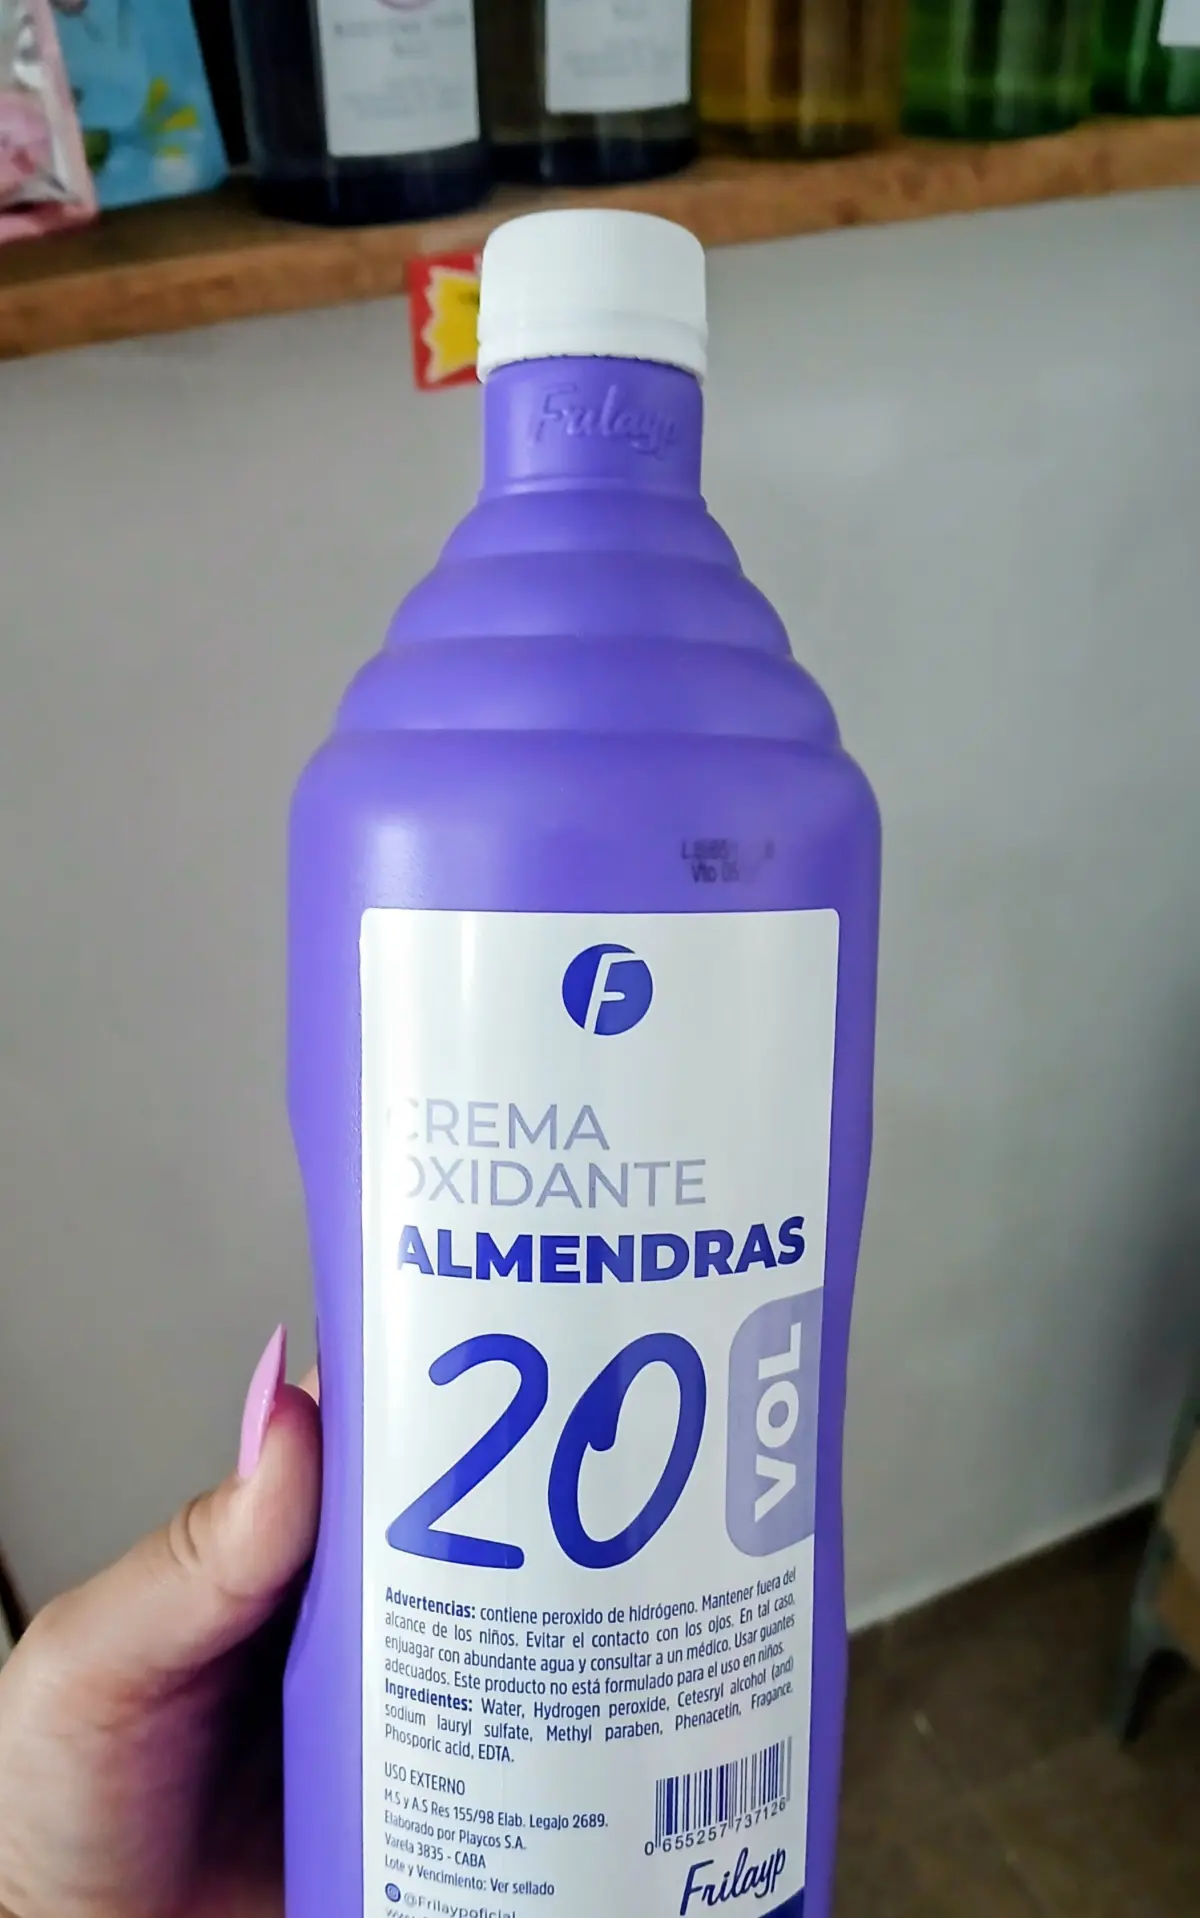 Frilayp
Vto
F
CREMA
OXIDANTE
ALMENDRAS
20
VOL
Advertencias: contiene peroxido de hidrógeno. Mantener fuera del
alcance de los niños. Evitar el contacto con los ojos. En tal caso,
enjuagar con abundante agua y consultar a un médico. Usar guantes
adecuados. Este producto no está formulado para el uso en niños.
Ingredientes: Water, Hydrogen peroxide, Cetesryl alcohol (and)
sodium lauryl sulfate, Methyl paraben, Phenacetin, Fragance,
Phosporic acid, EDTA.
USO EXTERNO
M.S y A.S Res 155/98 Elab. Legajo 2689.
Elaborado por Playcos S.A.
Varela 3835 - CABA
Lote y Vencimiento: Ver sellado
@Frilaypoficial
0 655257 737126
Frilayp